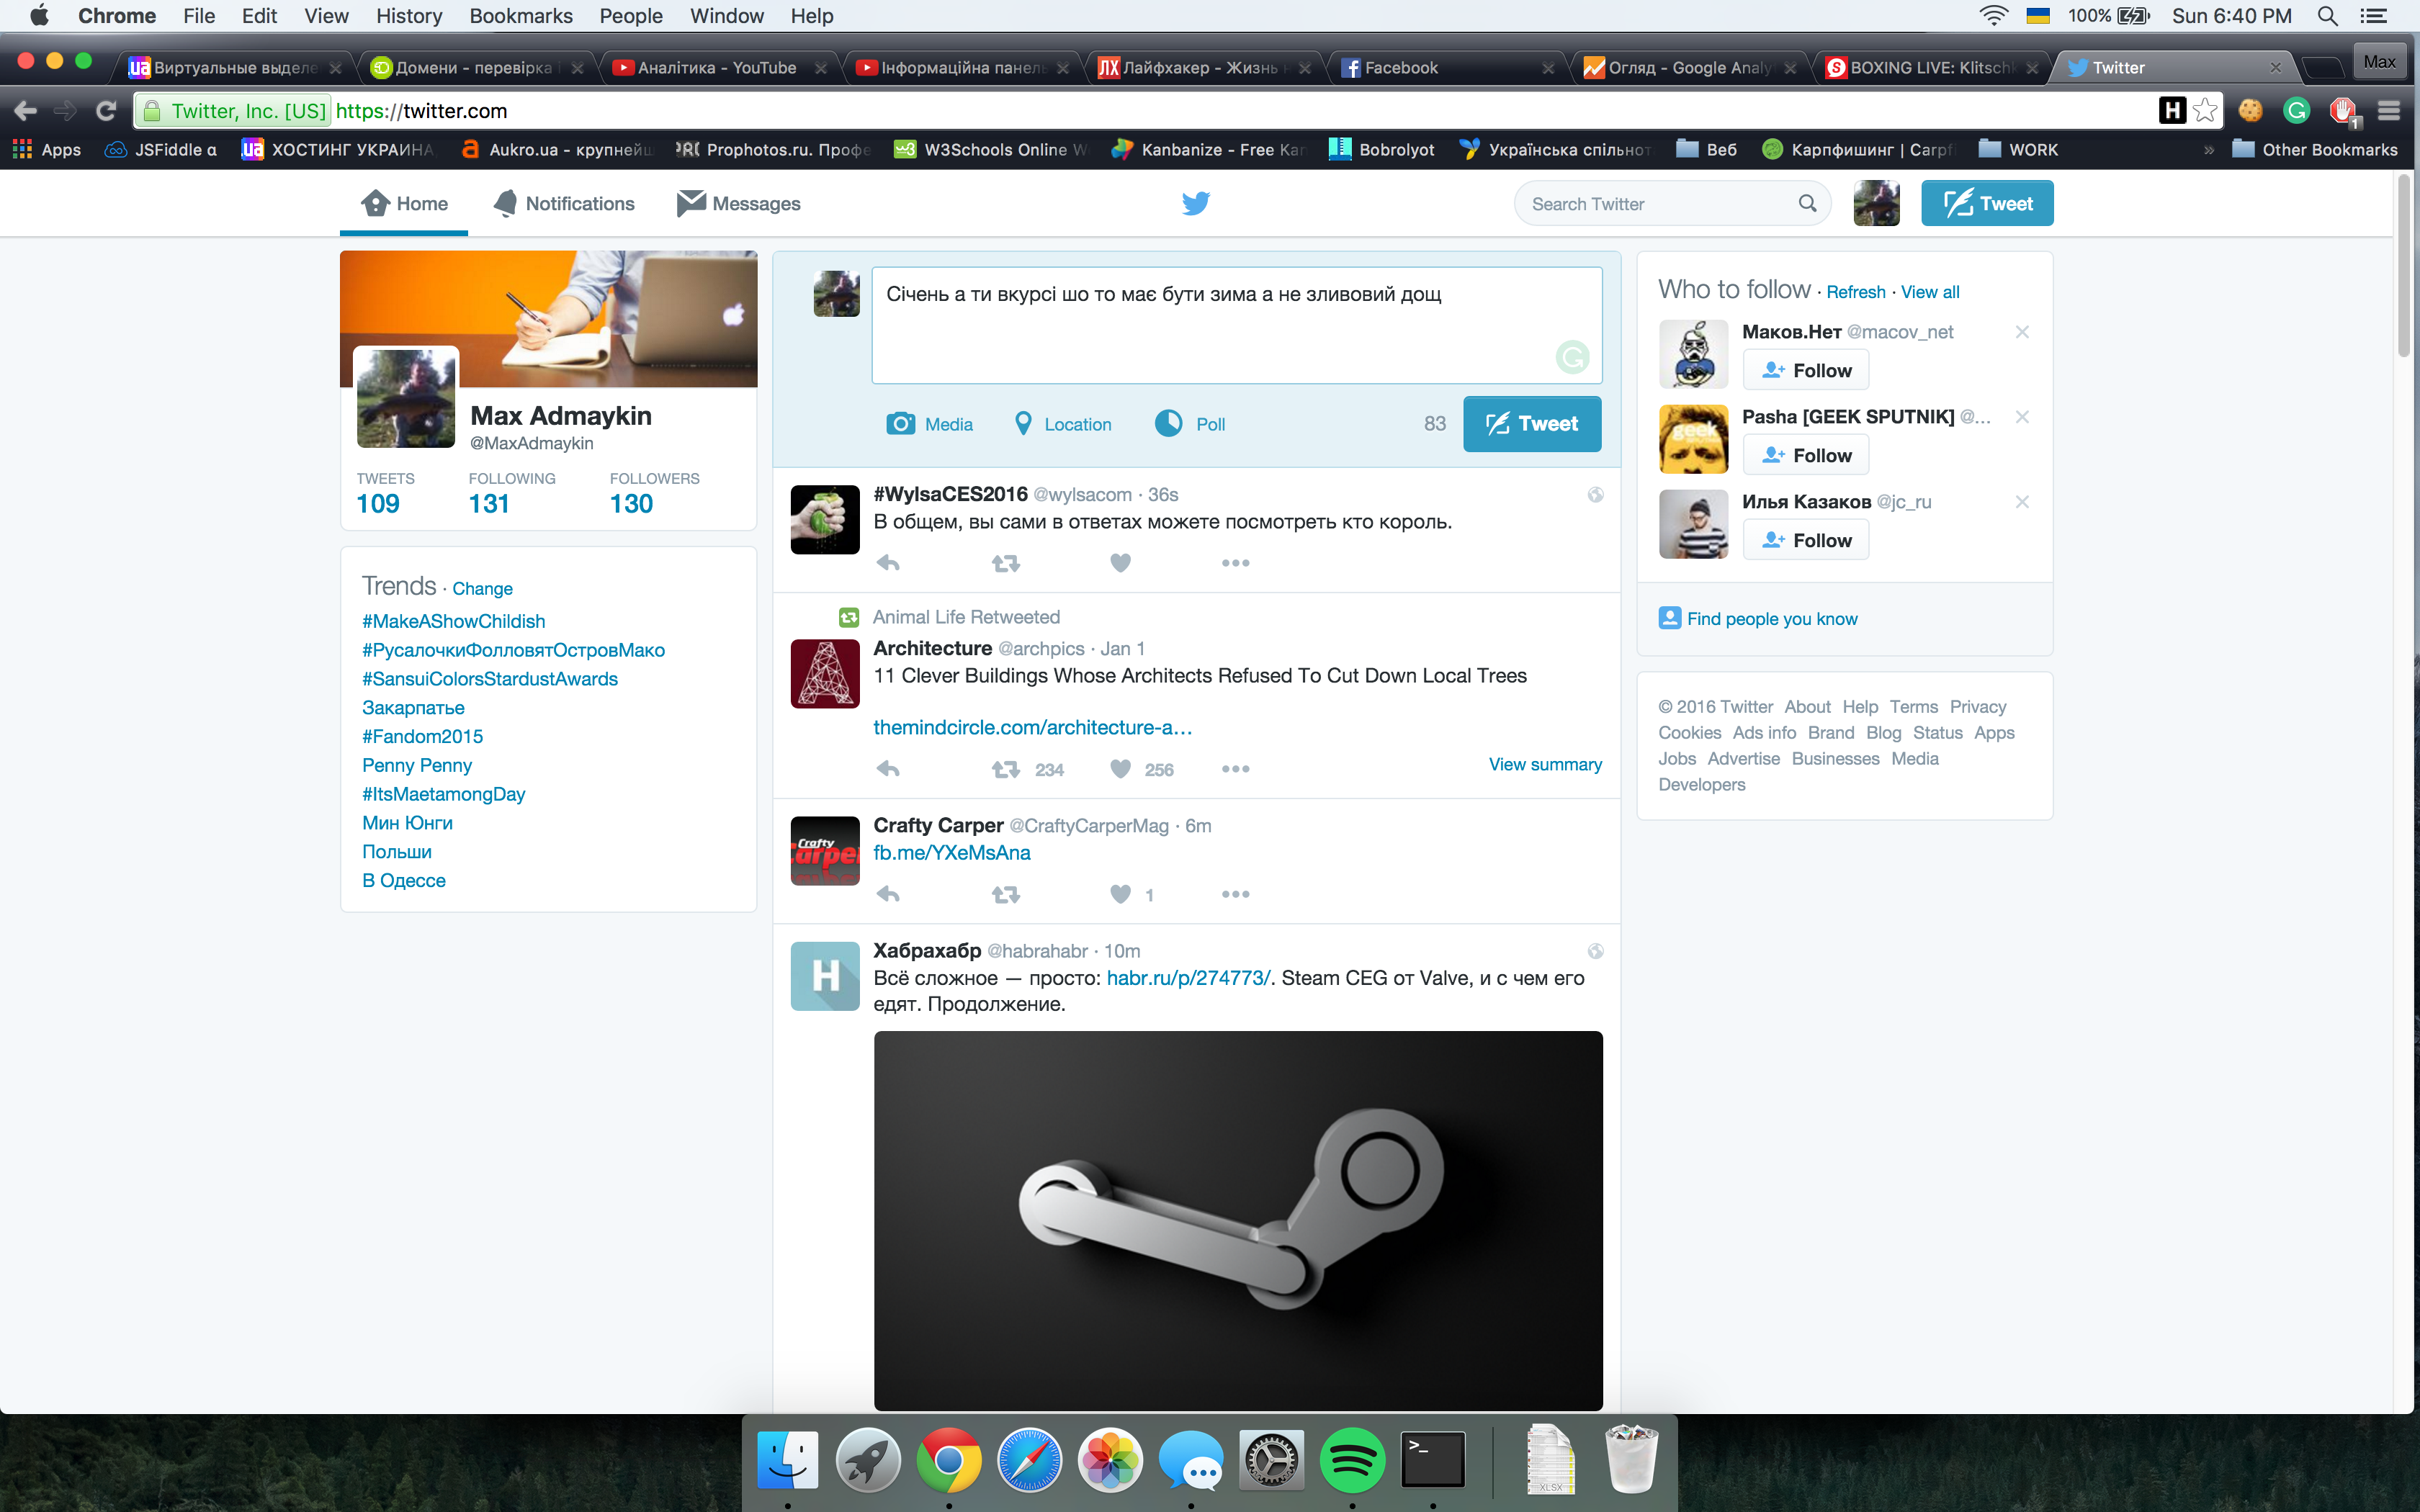 Chrome File Edit View History Bookmarks People Window Help
100% Sun 6:40 PM
Виртуальные выделе
Домени - перевірка і
Аналітика - YouTube
Інформаційна панель
ЛХ Лайфхакер - Жизнь
Facebook
Огляд - Google Analy
BOXING LIVE: Klitsch
Twitter
Max
Twitter, Inc. [US] https://twitter.com
Apps JSFiddle α ХОСТИНГ УКРАИНА Aukro.ua - крупней Prophotos.ru. Профе W3Schools Online Kanbanize - Free Kan Bobrolyot Українська спільнот Веб Карпфишинг | Carpf WORK » Other Bookmarks
Home Notifications Messages
Search Twitter
Tweet
Max Admaykin
@MaxAdmaykin
TWEETS FOLLOWING FOLLOWERS
109 131 130
Trends · Change
#MakeAShowChildish
#РусалочкиФолловятОстровМако
#SansuiColorsStardustAwards
Закарпатье
#Fandom2015
Penny Penny
#ItsMaetamongDay
Мин Юнги
Польши
В Одессе
Січень а ти вкурсі шо то має бути зима а не зливовий дощ
Media Location Poll 83 Tweet
#WylsaCES2016 @wylsacom · 36s
В общем, вы сами в ответах можете посмотреть кто король.
Animal Life Retweeted
Architecture @archpics · Jan 1
11 Clever Buildings Whose Architects Refused To Cut Down Local Trees
themindcircle.com/architecture-a…
234 256 View summary
Crafty Carper @CraftyCarperMag · 6m
fb.me/YXeMsAna
1
Хабрахабр @habrahabr · 10m
Всё сложное — просто: habr.ru/p/274773/. Steam CEG от Valve, и с чем его
едят. Продолжение.
Who to follow · Refresh · View all
Маков.Нет @macov_net
Follow
Pasha [GEEK SPUTNIK] @...
Follow
Илья Казаков @jc_ru
Follow
Find people you know
© 2016 Twitter About Help Terms Privacy
Cookies Ads info Brand Blog Status Apps
Jobs Advertise Businesses Media
Developers
XLSX